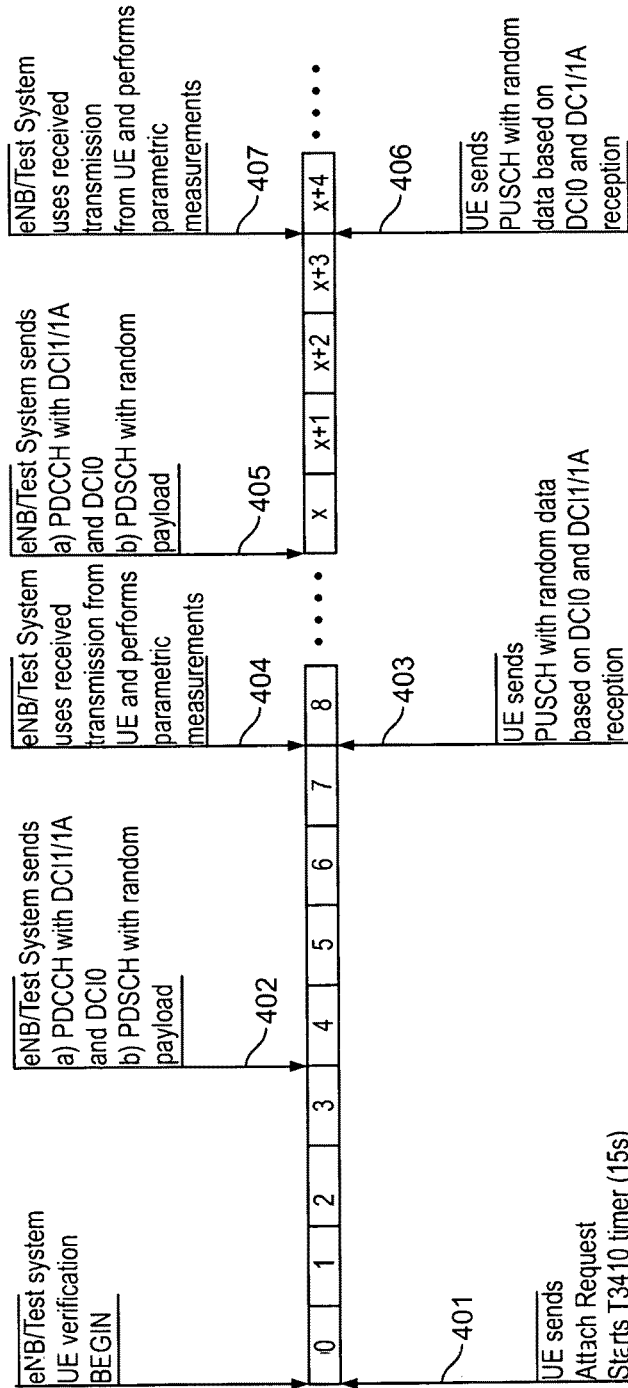 eNB/Test system
UE verification
BEGIN
eNB/Test System sends
a) PDCCH with DCI1/1A
and DCI0
b) PDSCH with random
payload
402
eNB/Test System
uses received
transmission from
UE and performs
parametric
measurements
404
eNB/Test System sends
a) PDCCH with DCI1/1A
and DCI0
b) PDSCH with random
payload
405
eNB/Test System
uses received
transmission
from UE and performs
parametric
measurements
407
0 1 2 3 4 5 6 7 8 x x+1 x+2 x+3 x+4
401
UE sends
Attach Request
Starts T3410 timer (15s)
403
UE sends
PUSCH with random data
based on DCI0 and DCI1/1A
reception
406
UE sends
PUSCH with random
data based on
DCI0 and DC1/1A
reception